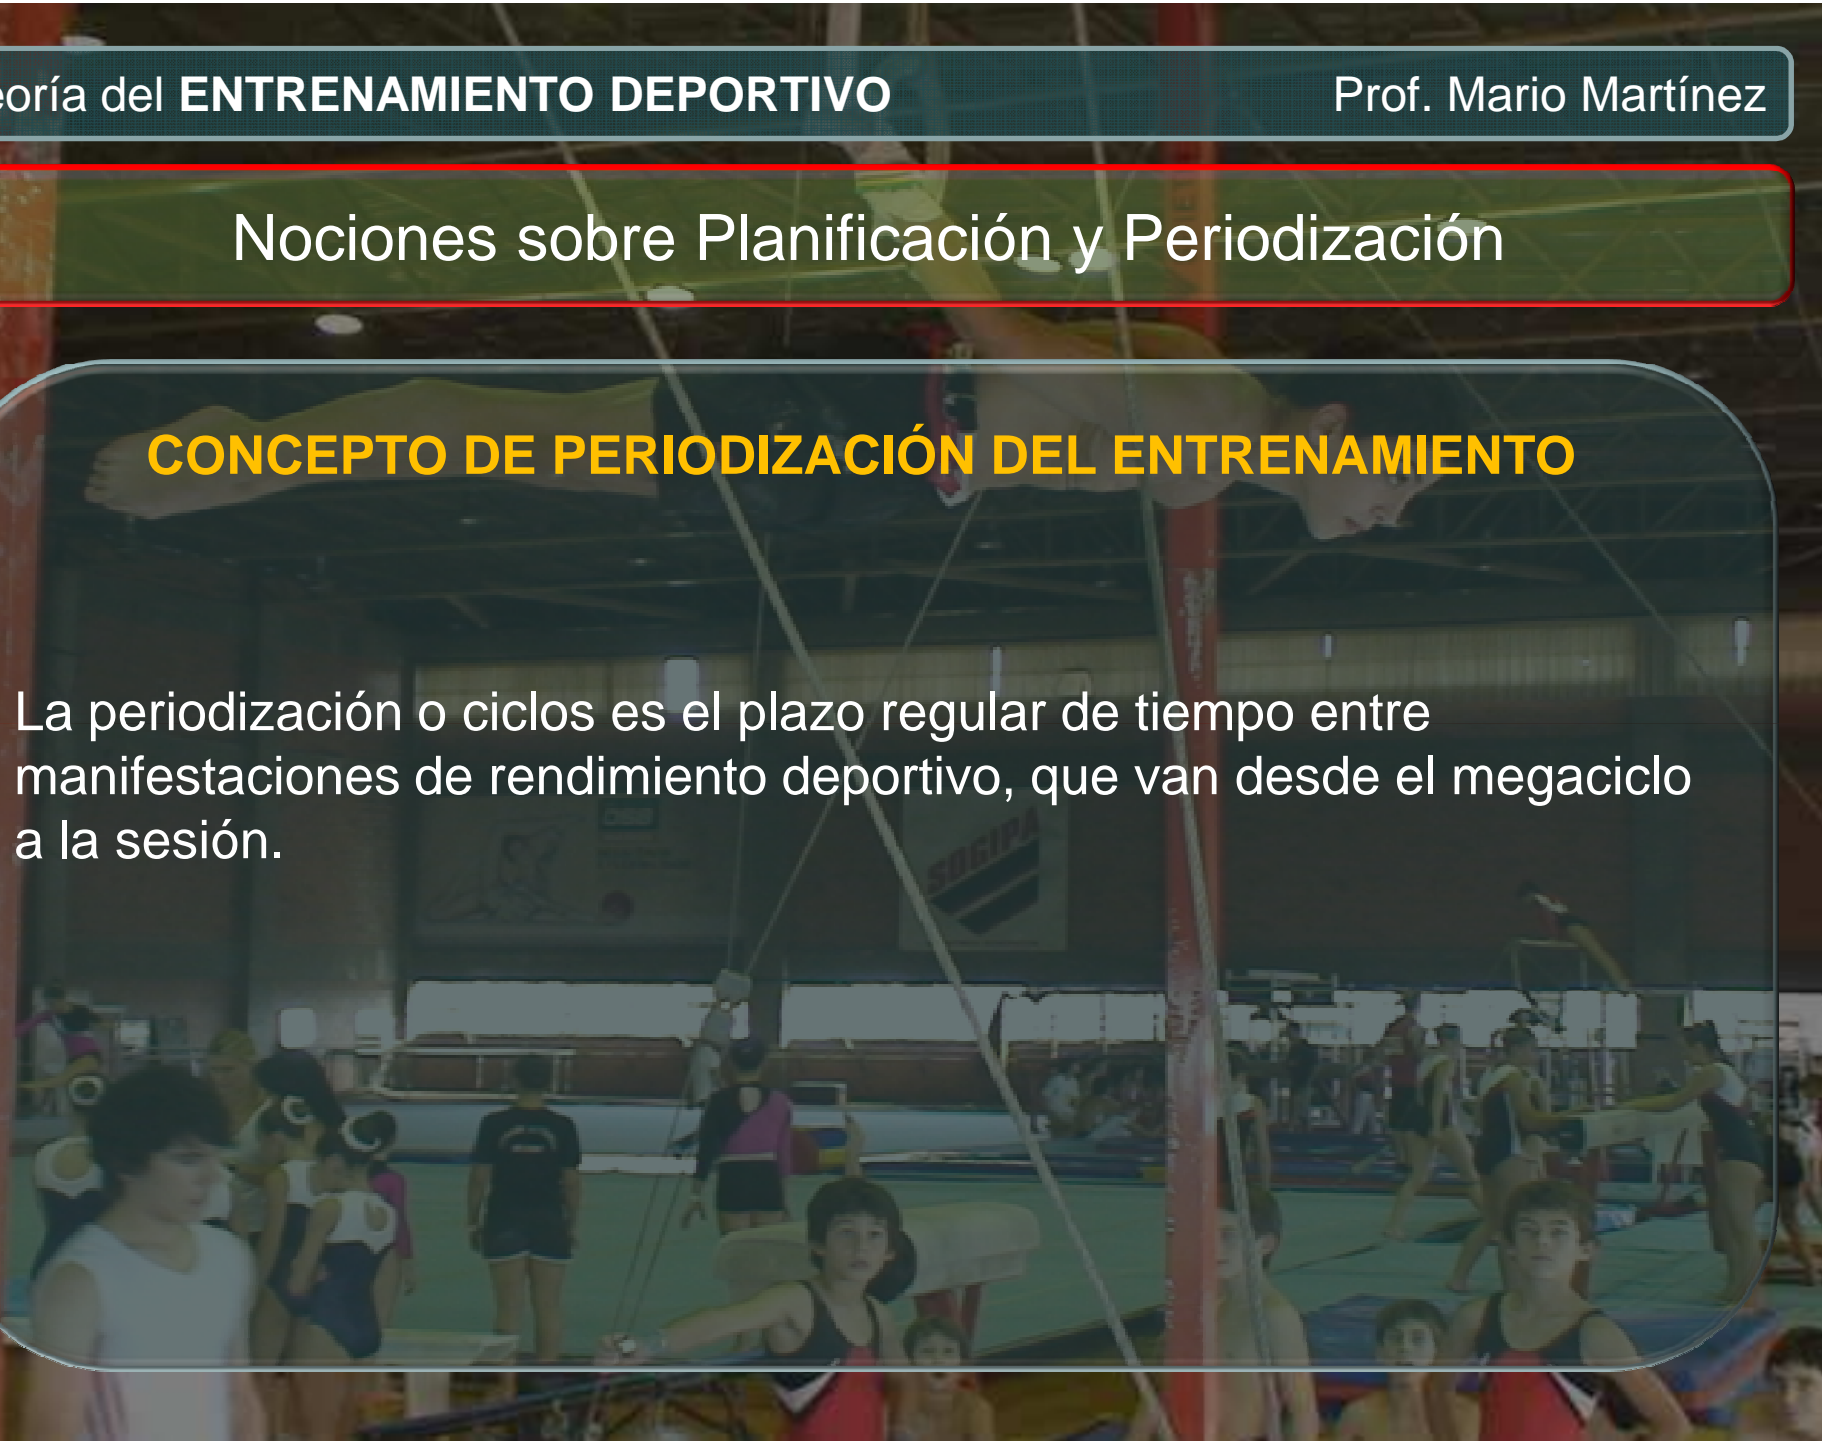 eoría del ENTRENAMIENTO DEPORTIVO Prof. Mario Martínez
Nociones sobre Planificación y Periodización
CONCEPTO DE PERIODIZACIÓN DEL ENTRENAMIENTO
La periodización o ciclos es el plazo regular de tiempo entre
manifestaciones de rendimiento deportivo, que van desde el megaciclo
a la sesión.
SOGIPA